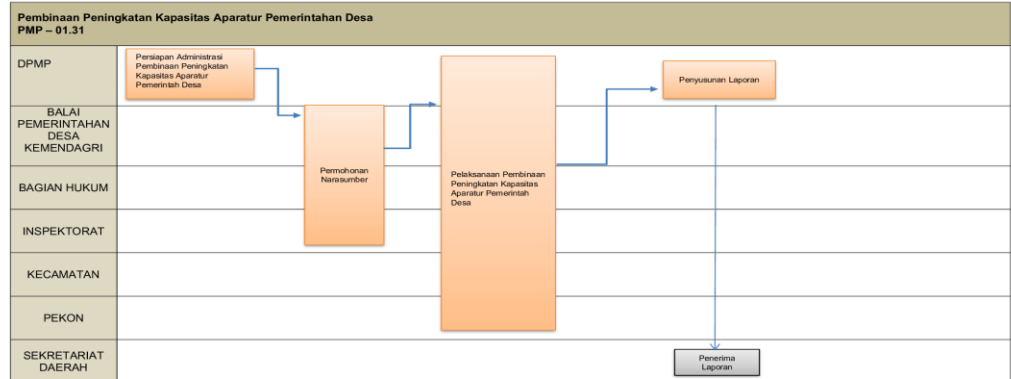 Pembinaan Peningkatan Kapasitas Aparatur Pemerintahan Desa
PMP – 01.31
DPMP
Persiapan Administrasi
Pembinaan Peningkatan
Kapasitas Aparatur
Pemerintah Desa
Penyusunan Laporan
BALAI
PEMERINTAHAN
DESA
KEMENDAGRI
Permohonan
Narasumber
BAGIAN HUKUM
Pelaksanaan Pembinaan
Peningkatan Kapasitas
Aparatur Pemerintah
Desa
INSPEKTORAT
KECAMATAN
PEKON
SEKRETARIAT
DAERAH
Penerima
Laporan